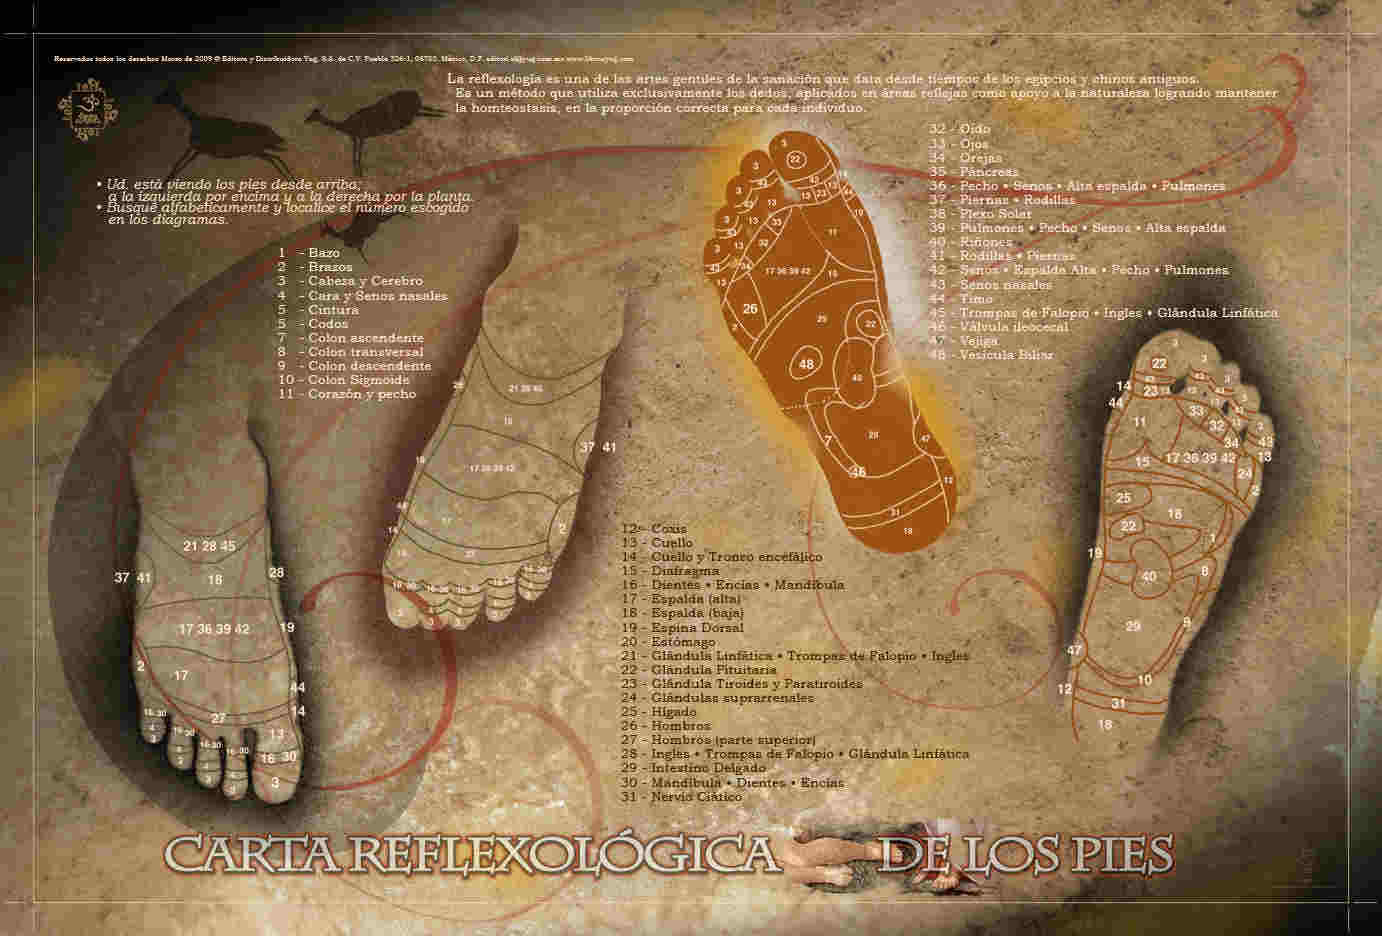 Reservados todos los derechos Marzo de 2009 © Editora y Distribuidora Yug, S.A. de C.V. Puebla 326-1, 06700, México, D.F.
La reflexología es una de las artes gentiles de la sanación que data desde tiempos de los egipcios y chinos antiguos.
Es un método que utiliza exclusivamente los dedos, aplicados en áreas reflejas como apoyo a la naturaleza logrando mantener
la homteostasis, en la proporción correcta para cada individuo.
• Ud. está viendo los pies desde arriba;
a la izquierda por encima y a la derecha por la planta.
• Busque alfabéticamente y localice el número escogido
en los diagramas.
1 - Bazo
2 - Brazos
3 - Cabeza y Cerebro
4 - Cara y Senos nasales
5 - Cintura
5 - Codos
7 - Colon ascendente
8 - Colon transversal
9 - Colon descendente
10 - Colon Sigmoide
11 - Corazón y pecho
12 - Coxis
13 - Cuello
14 - Cuello y Tronco encefálico
15 - Diafragma
16 - Dientes • Encías • Mandíbula
17 - Espalda (alta)
18 - Espalda (baja)
19 - Espina Dorsal
20 - Estómago
21 - Glándula Linfática • Trompas de Falopio • Ingles
22 - Glándula Pituitaria
23 - Glándula Tiroides y Paratiroides
24 - Glándulas suprarrenales
25 - Hígado
26 - Hombros
27 - Hombros (parte superior)
28 - Ingles • Trompas de Falopio • Glándula Linfática
29 - Intestino Delgado
30 - Mandíbula • Dientes • Encías
31 - Nervio Ciático
32 - Oído
33 - Ojos
34 - Orejas
35 - Páncreas
36 - Pecho • Senos • Alta espalda • Pulmones
37 - Piernas • Rodillas
38 - Plexo Solar
39 - Pulmones • Pecho • Senos • Alta espalda
40 - Riñones
41 - Rodillas • Piernas
42 - Senos • Espalda Alta • Pecho • Pulmones
43 - Senos nasales
44 - Timo
45 - Trompas de Falopio • Ingles • Glándula Linfática
46 - Válvula ileocecal
47 - Vejiga
48 - Vesícula Biliar
21 28 45
37 41
18
28
17 36 39 42
19
2
17
44
27
14
13
16 30
3
21 28 45
18
37 41
17 36 39 42
2
3
22
11
15
17 36 39 42
26
29
22
48
40
7
29
47
46
12
31
18
3
22
14
23
44
33
11
32
34
43
15
17 36 39 42
13
24
2
25
18
22
1
19
40
8
29
9
47
10
12
31
18
CARTA REFLEXOLÓGICA DE LOS PIES